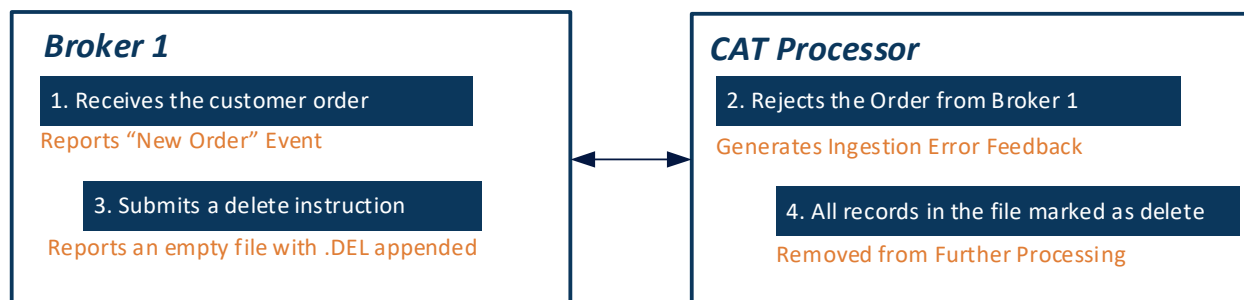 Broker 1
1. Receives the customer order
Reports “New Order” Event
3. Submits a delete instruction
Reports an empty file with .DEL appended
CAT Processor
2. Rejects the Order from Broker 1
Generates Ingestion Error Feedback
4. All records in the file marked as delete
Removed from Further Processing